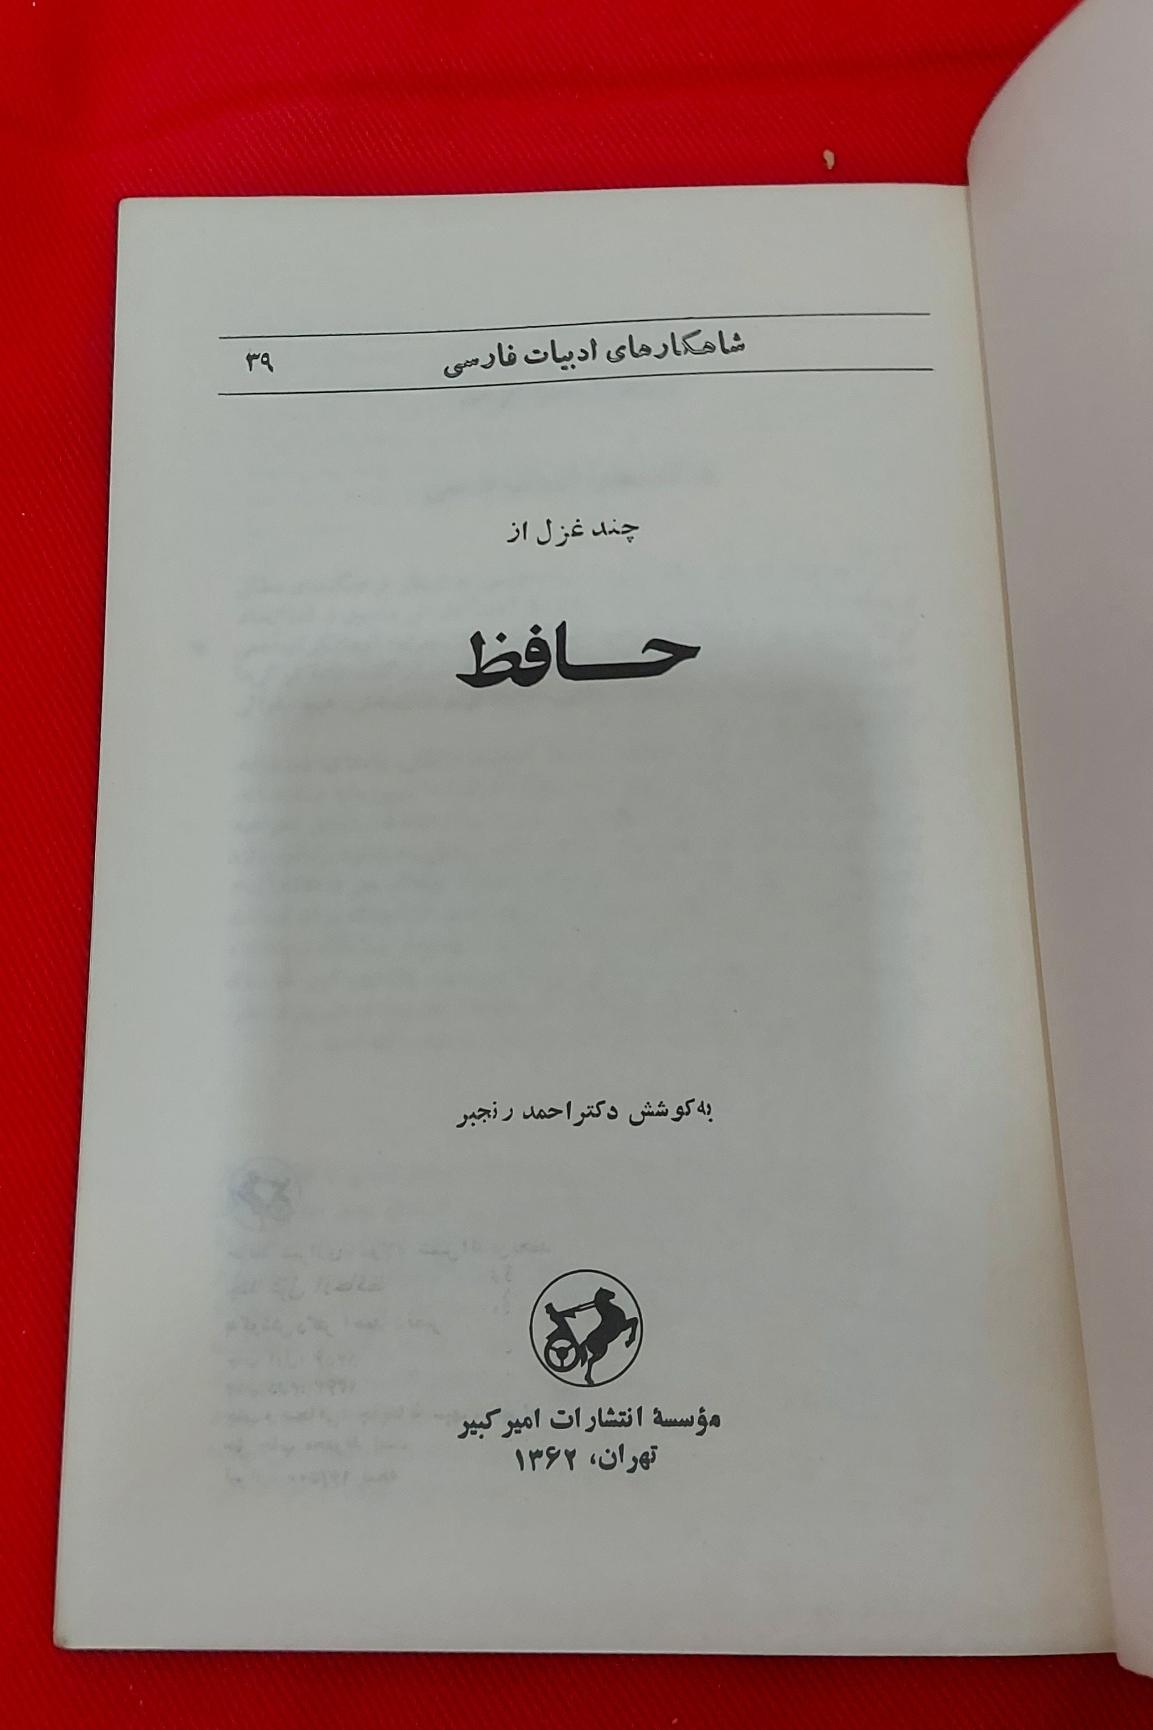 شاهکارهای ادبیات فارسی ۳۹
چند غزل از
حافظ
به‌کوشش دکتر احمد رنجبر
مؤسسهٔ انتشارات امیرکبیر
تهران، ۱۳۶۲